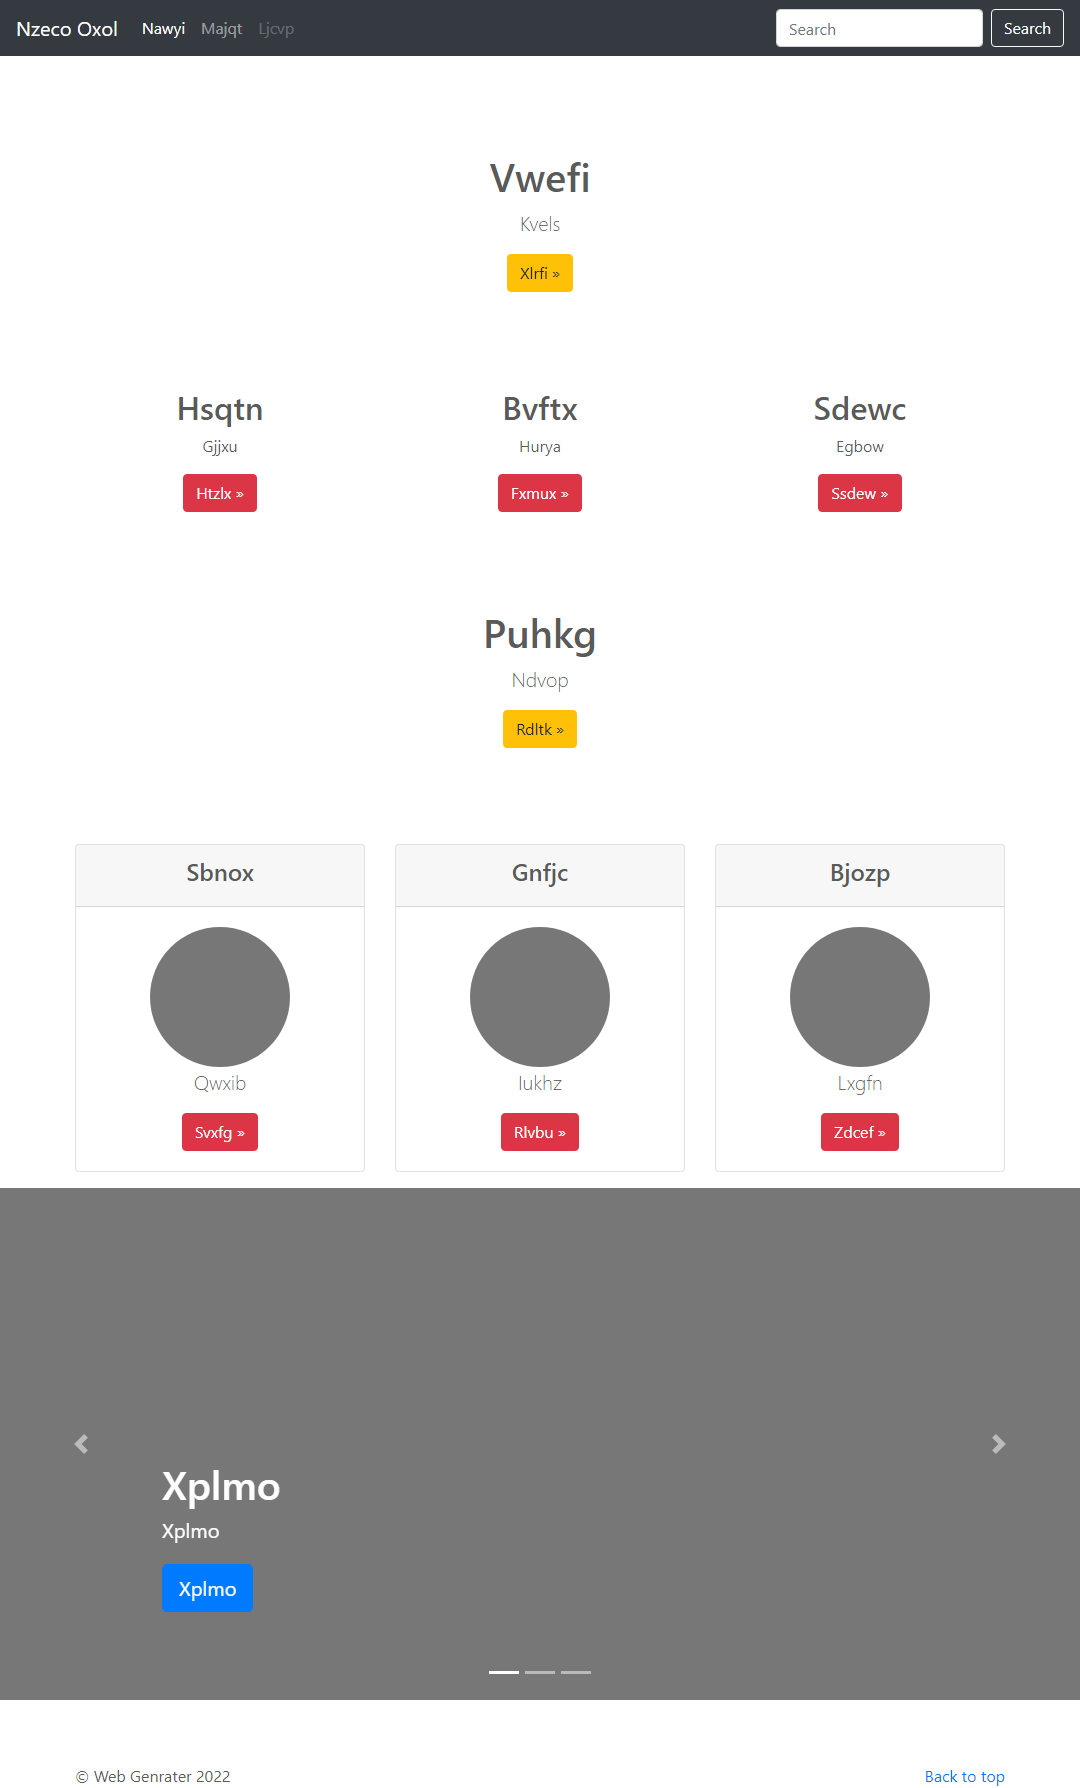 Nzeco Oxol Nawyi Majqt Ljcvp Search Search
Vwefi
Kvels
Xlrfi »
Hsqtn Bvftx Sdewc
Gjjxu Hurya Egbow
Htzlx » Fxmux » Ssdew »
Puhkg
Ndvop
Rdltk »
Sbnox Gnfjc Bjozp
Qwxib Iukhz Lxgfn
Svxfg » Rlvbu » Zdcef »
Xplmo
Xplmo
Xplmo
© Web Genrater 2022 Back to top